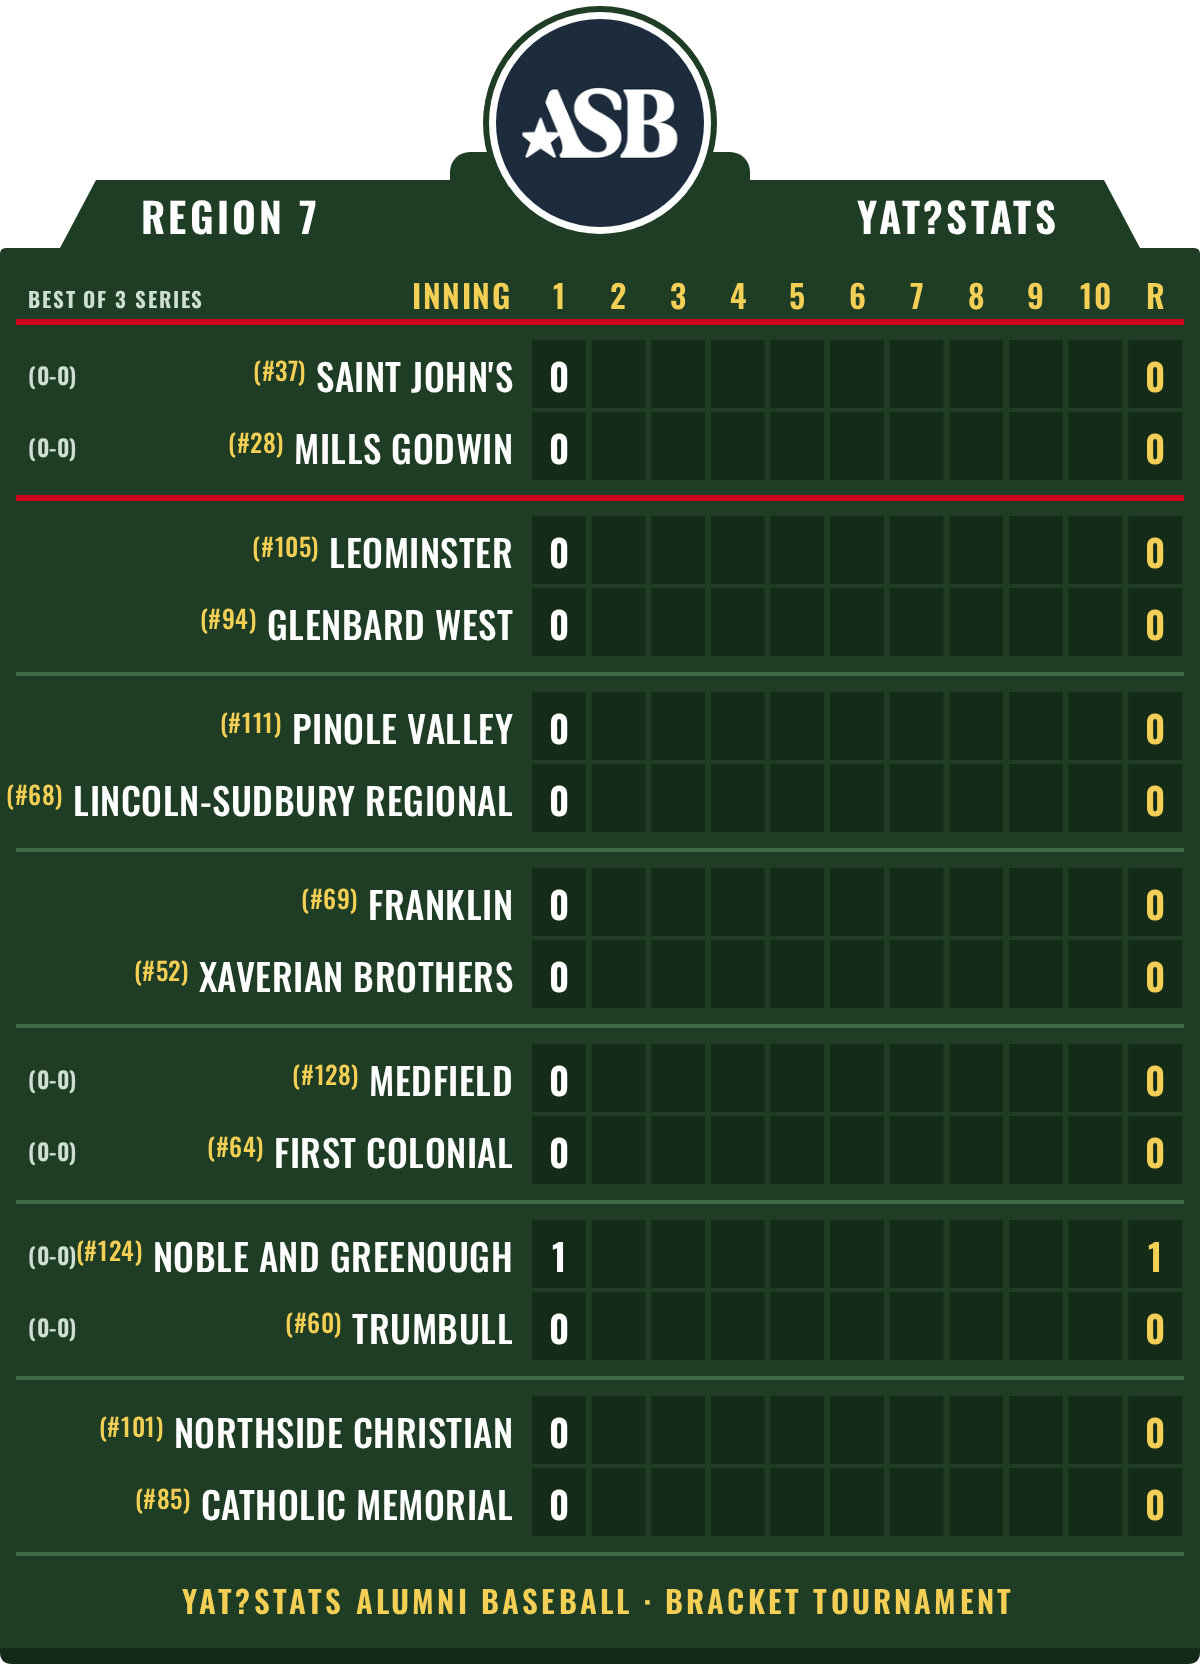 ASB
REGION 7 YAT?STATS
BEST OF 3 SERIES INNING 1 2 3 4 5 6 7 8 9 10 R
(0-0) (#37) SAINT JOHN'S 0 0
(0-0) (#28) MILLS GODWIN 0 0
(#105) LEOMINSTER 0 0
(#94) GLENBARD WEST 0 0
(#111) PINOLE VALLEY 0 0
(#68) LINCOLN-SUDBURY REGIONAL 0 0
(#69) FRANKLIN 0 0
(#52) XAVERIAN BROTHERS 0 0
(0-0) (#128) MEDFIELD 0 0
(0-0) (#64) FIRST COLONIAL 0 0
(0-0) (#124) NOBLE AND GREENOUGH 1 1
(0-0) (#60) TRUMBULL 0 0
(#101) NORTHSIDE CHRISTIAN 0 0
(#85) CATHOLIC MEMORIAL 0 0
YAT?STATS ALUMNI BASEBALL · BRACKET TOURNAMENT